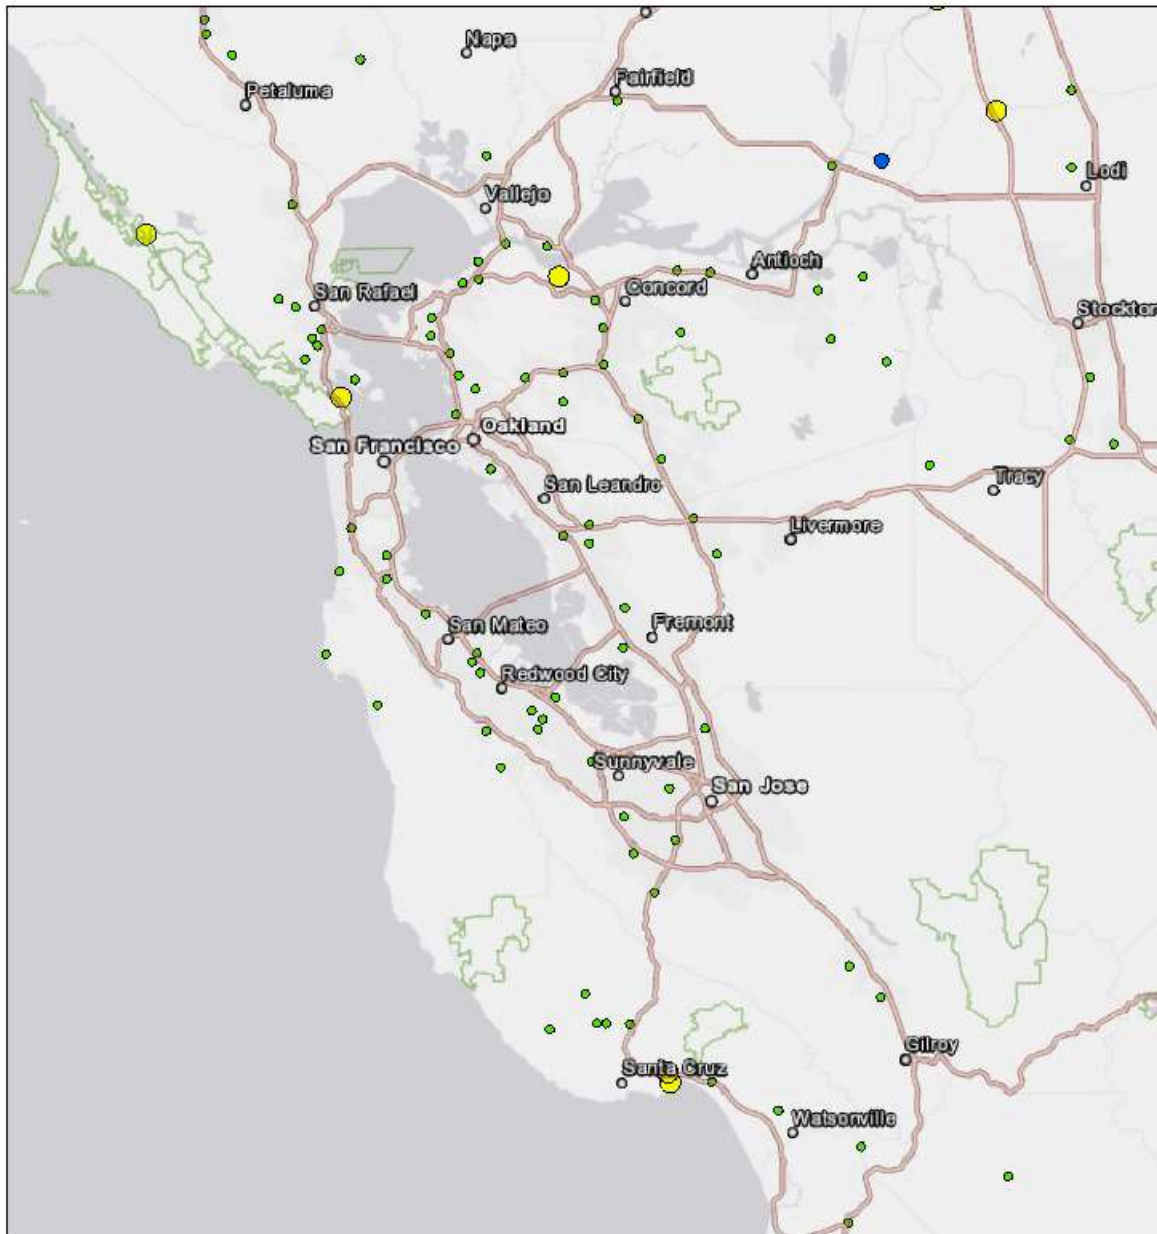 Napa
Fairfield
Petaluma
Lodi
Vallejo
Antioch
San Rafael
Concord
Stockton
Oakland
San Francisco
San Leandro
Tracy
Livermore
San Mateo
Fremont
Redwood City
Sunnyvale
San Jose
Gilroy
Santa Cruz
Watsonville